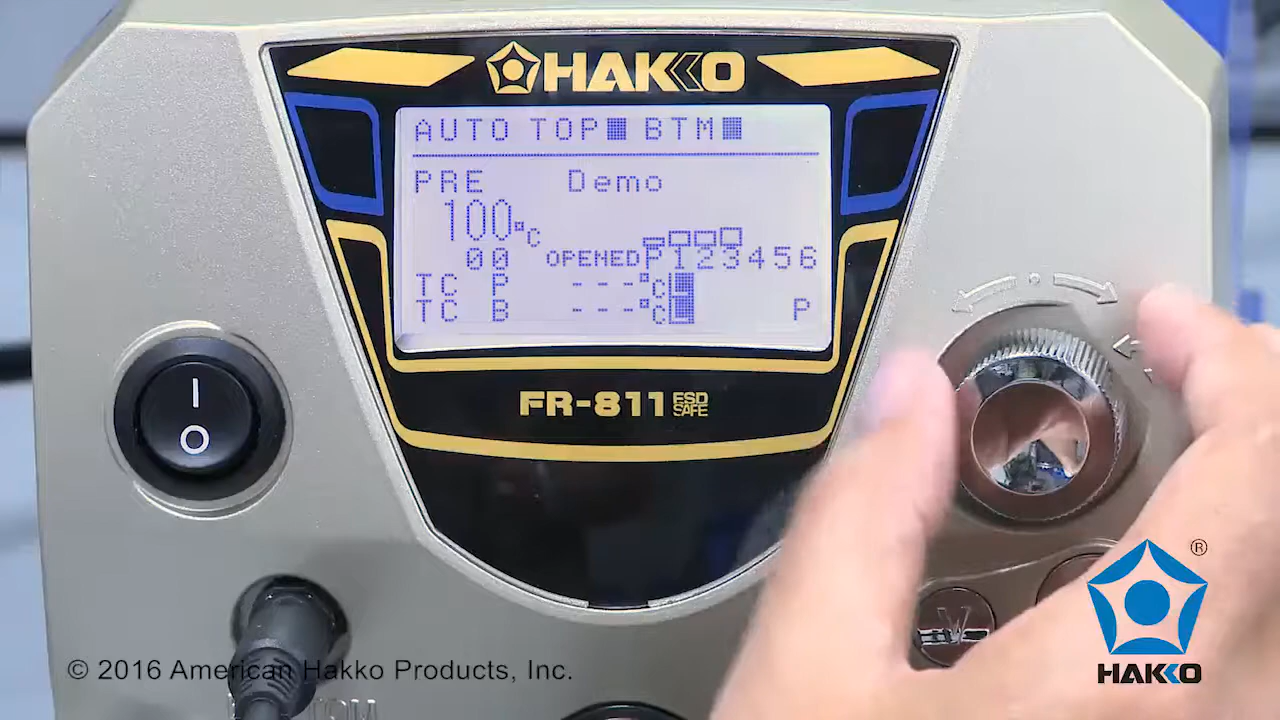 HAKKO
AUTO TOP BTM
PRE Demo
100°C
00 OPENED P123456
TC P ---°C
TC B ---°C P
FR-811 ESD SAFE
I
O
V
®
HAKKO
© 2016 American Hakko Products, Inc.